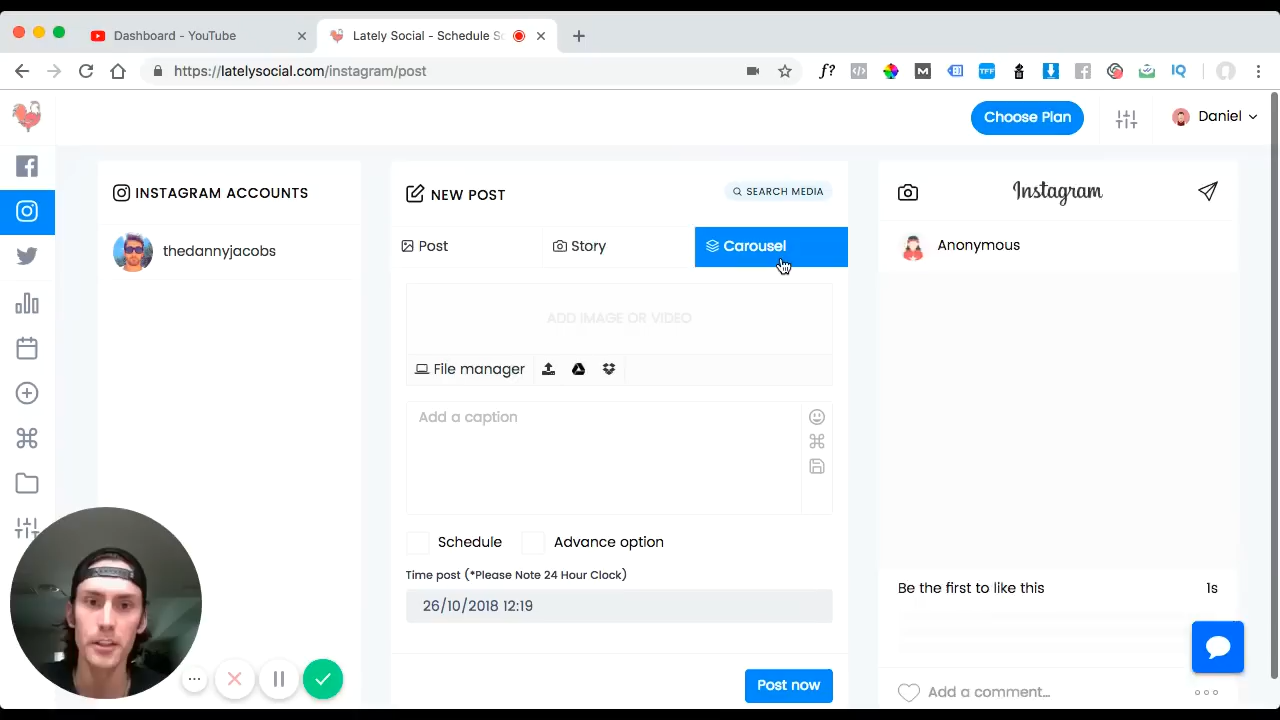 Dashboard - YouTube
Lately Social - Schedule S
https://latelysocial.com/instagram/post
f?
M
TFF
IQ
Choose Plan
Daniel
INSTAGRAM ACCOUNTS
thedannyjacobs
NEW POST
SEARCH MEDIA
Post
Story
Carousel
ADD IMAGE OR VIDEO
File manager
Add a caption
Schedule
Advance option
Time post (*Please Note 24 Hour Clock)
26/10/2018 12:19
Post now
Instagram
Anonymous
Be the first to like this
1s
Add a comment...